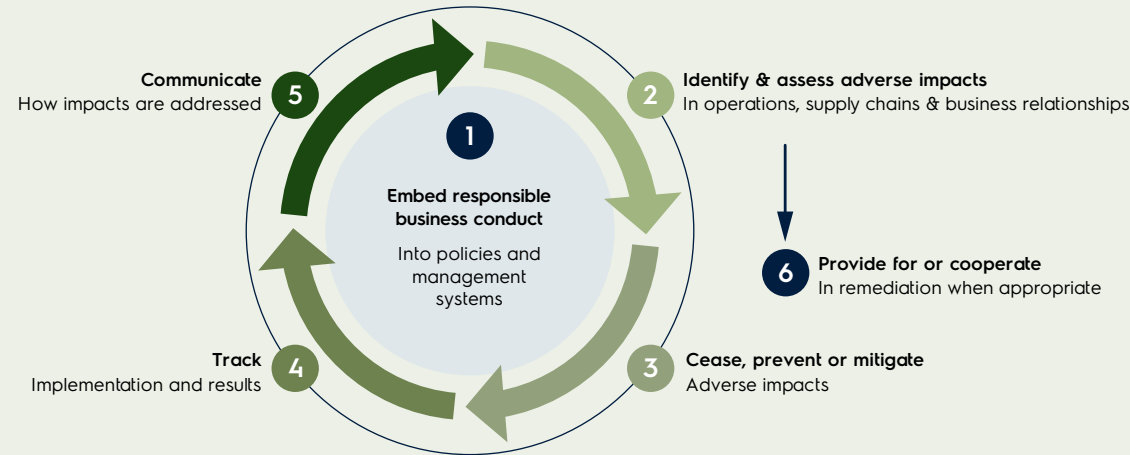 1
Embed responsible
business conduct
Into policies and
management
systems
2
Identify & assess adverse impacts
In operations, supply chains & business relationships
3
Cease, prevent or mitigate
Adverse impacts
4
Track
Implementation and results
5
Communicate
How impacts are addressed
6
Provide for or cooperate
In remediation when appropriate